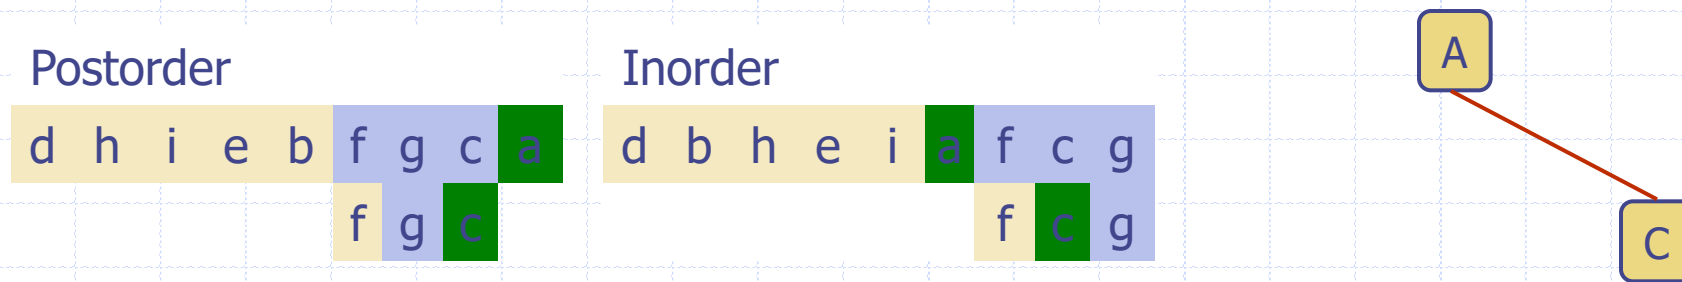 Postorder Inorder A
d h i e b f g c a d b h e i a f c g
f g c f c g C